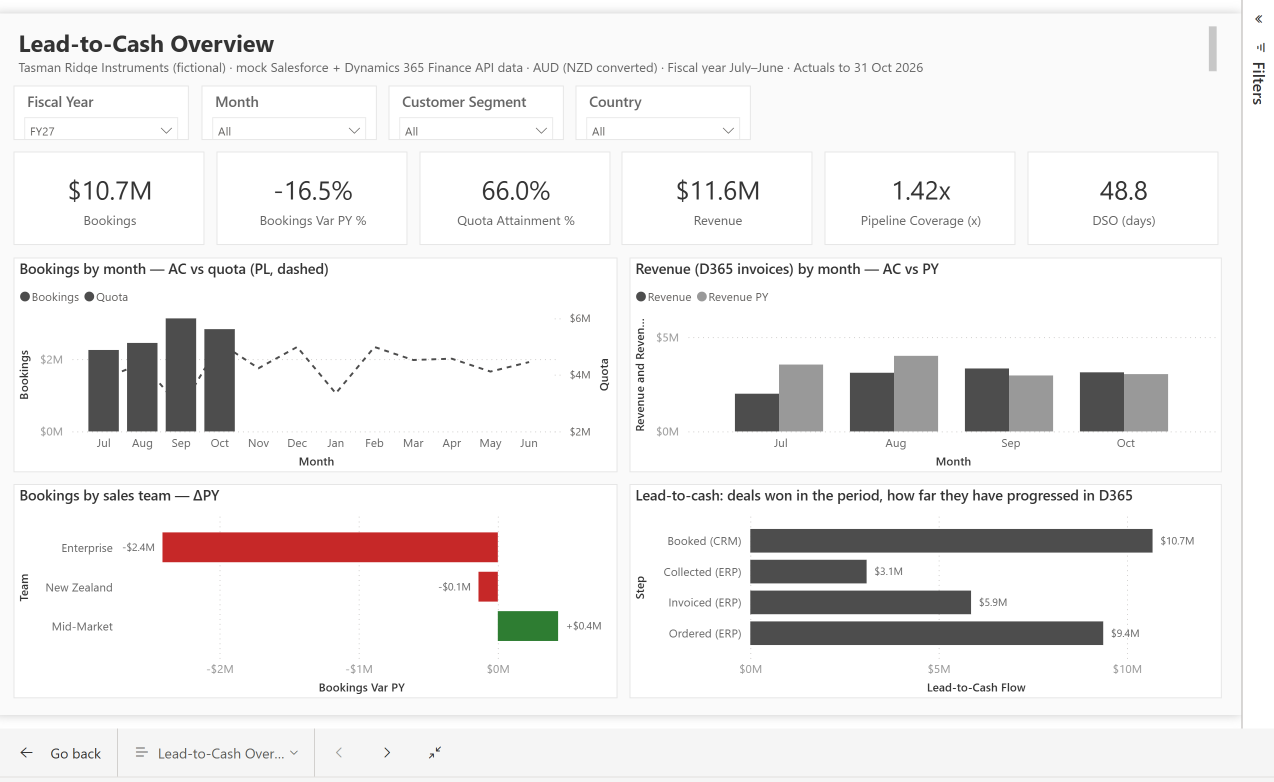 Lead-to-Cash Overview
Tasman Ridge Instruments (fictional) · mock Salesforce + Dynamics 365 Finance API data · AUD (NZD converted) · Fiscal year July–June · Actuals to 31 Oct 2026
Fiscal Year
FY27
Month
All
Customer Segment
All
Country
All
Filters
$10.7M
Bookings
-16.5%
Bookings Var PY %
66.0%
Quota Attainment %
$11.6M
Revenue
1.42x
Pipeline Coverage (x)
48.8
DSO (days)
Bookings by month — AC vs quota (PL, dashed)
Bookings Quota
Bookings
$2M
$0M
$6M
$4M
$2M
Quota
Jul Aug Sep Oct Nov Dec Jan Feb Mar Apr May Jun
Month
Revenue (D365 invoices) by month — AC vs PY
Revenue Revenue PY
Revenue and Reven...
$5M
$0M
Jul Aug Sep Oct
Month
Bookings by sales team — ΔPY
Team
Enterprise -$2.4M
New Zealand -$0.1M
Mid-Market +$0.4M
-$2M -$1M $0M
Bookings Var PY
Lead-to-cash: deals won in the period, how far they have progressed in D365
Step
Booked (CRM) $10.7M
Collected (ERP) $3.1M
Invoiced (ERP) $5.9M
Ordered (ERP) $9.4M
$0M $5M $10M
Lead-to-Cash Flow
Go back
Lead-to-Cash Over...